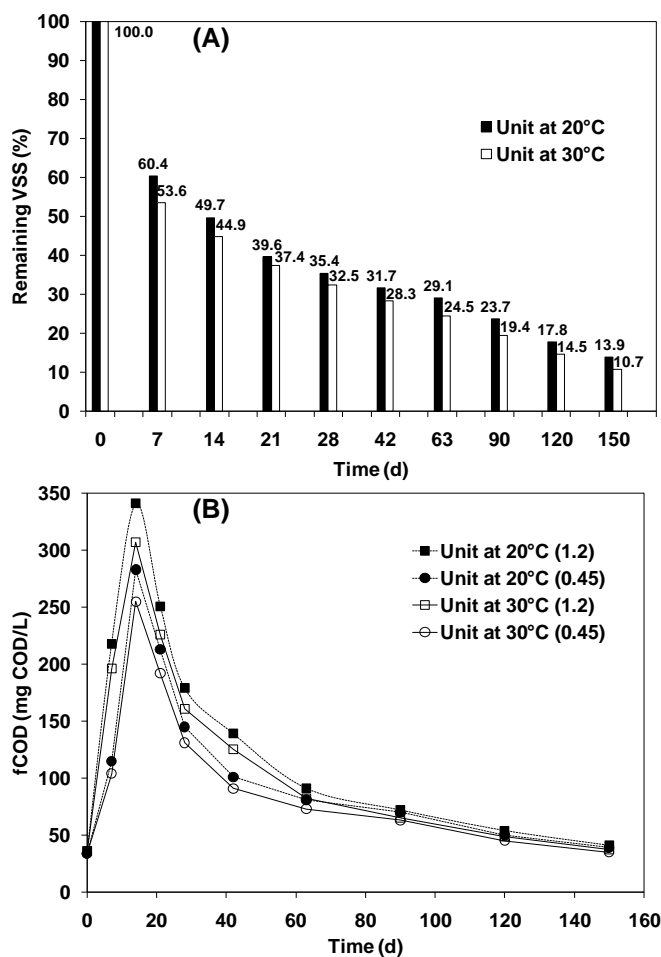 (A)
100
90
80
70
60
50
40
30
20
10
0
Remaining VSS (%)
100.0
60.4
53.6
49.7
44.9
39.6
37.4
35.4
32.5
31.7
28.3
29.1
24.5
23.7
19.4
17.8
14.5
13.9
10.7
Unit at 20°C
Unit at 30°C
0 7 14 21 28 42 63 90 120 150
Time (d)
(B)
350
300
250
200
150
100
50
0
fCOD (mg COD/L)
Unit at 20°C (1.2)
Unit at 20°C (0.45)
Unit at 30°C (1.2)
Unit at 30°C (0.45)
0 20 40 60 80 100 120 140 160
Time (d)